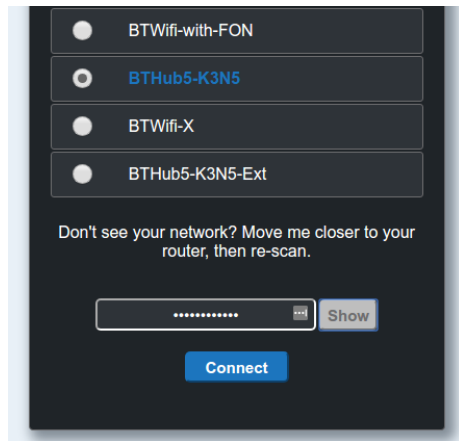 BTWifi-with-FON
BTHub5-K3N5
BTWifi-X
BTHub5-K3N5-Ext
Don't see your network? Move me closer to your
router, then re-scan.
••••••••••••
Show
Connect